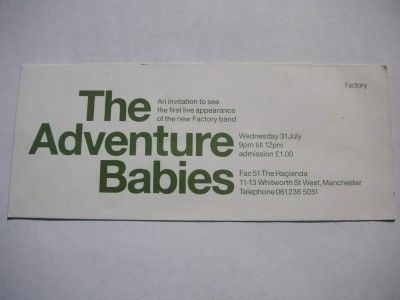 Factory
The
Adventure
Babies
An invitation to see
the first live appearance
of the new Factory band
Wednesday 31 July
9pm till 12pm
admission £1.00
Fac 51 The Haçienda
11-13 Whitworth St West, Manchester
Telephone 061 236 5051